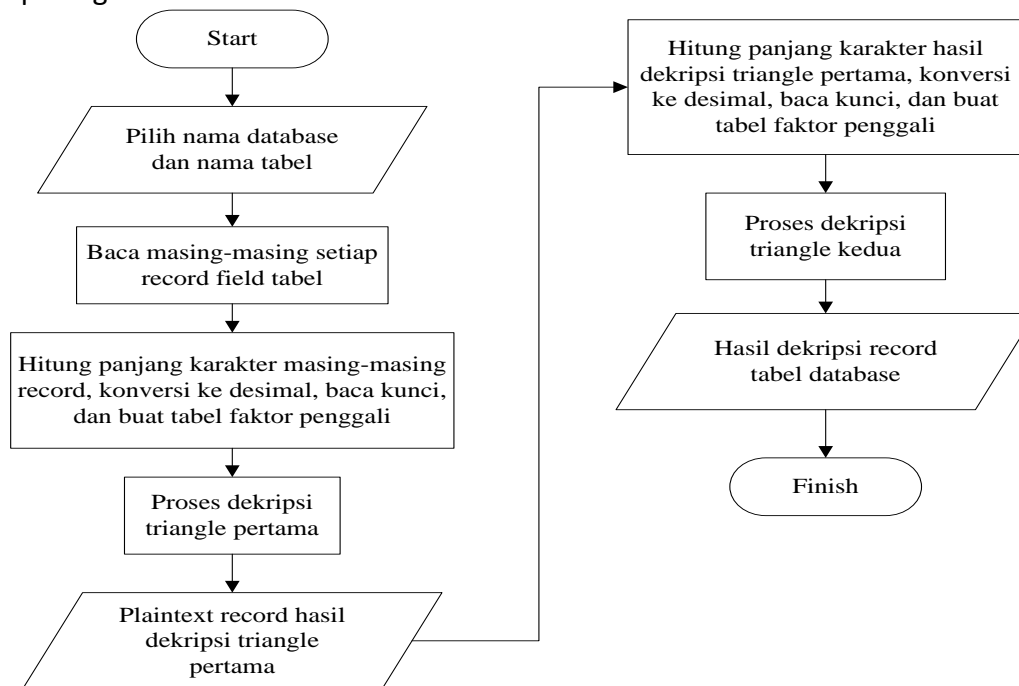 Start
Pilih nama database
dan nama tabel
Baca masing-masing setiap
record field tabel
Hitung panjang karakter masing-masing
record, konversi ke desimal, baca kunci,
dan buat tabel faktor penggali
Proses dekripsi
triangle pertama
Plaintext record hasil
dekripsi triangle
pertama
Hitung panjang karakter hasil
dekripsi triangle pertama, konversi
ke desimal, baca kunci, dan buat
tabel faktor penggali
Proses dekripsi
triangle kedua
Hasil dekripsi record
tabel database
Finish